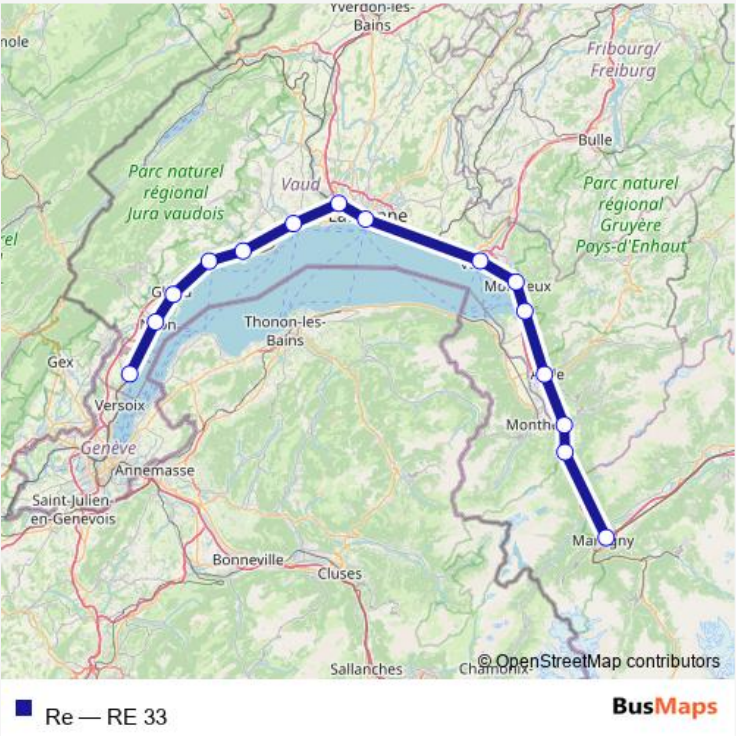 Yverdon-les-
Bains
nole
Fribourg/
Freiburg
Bulle
Parc naturel
régional
Jura vaudois
Vaud
Parc naturel
régional
Gruyère
Pays-d'Enhaut
Thonon-les-
Bains
Gex
Versoix
Genève
Annemasse
Saint-Julien-
en-Genevois
Bonneville
Cluses
Sallanches
© OpenStreetMap contributors
Re — RE 33
BusMaps